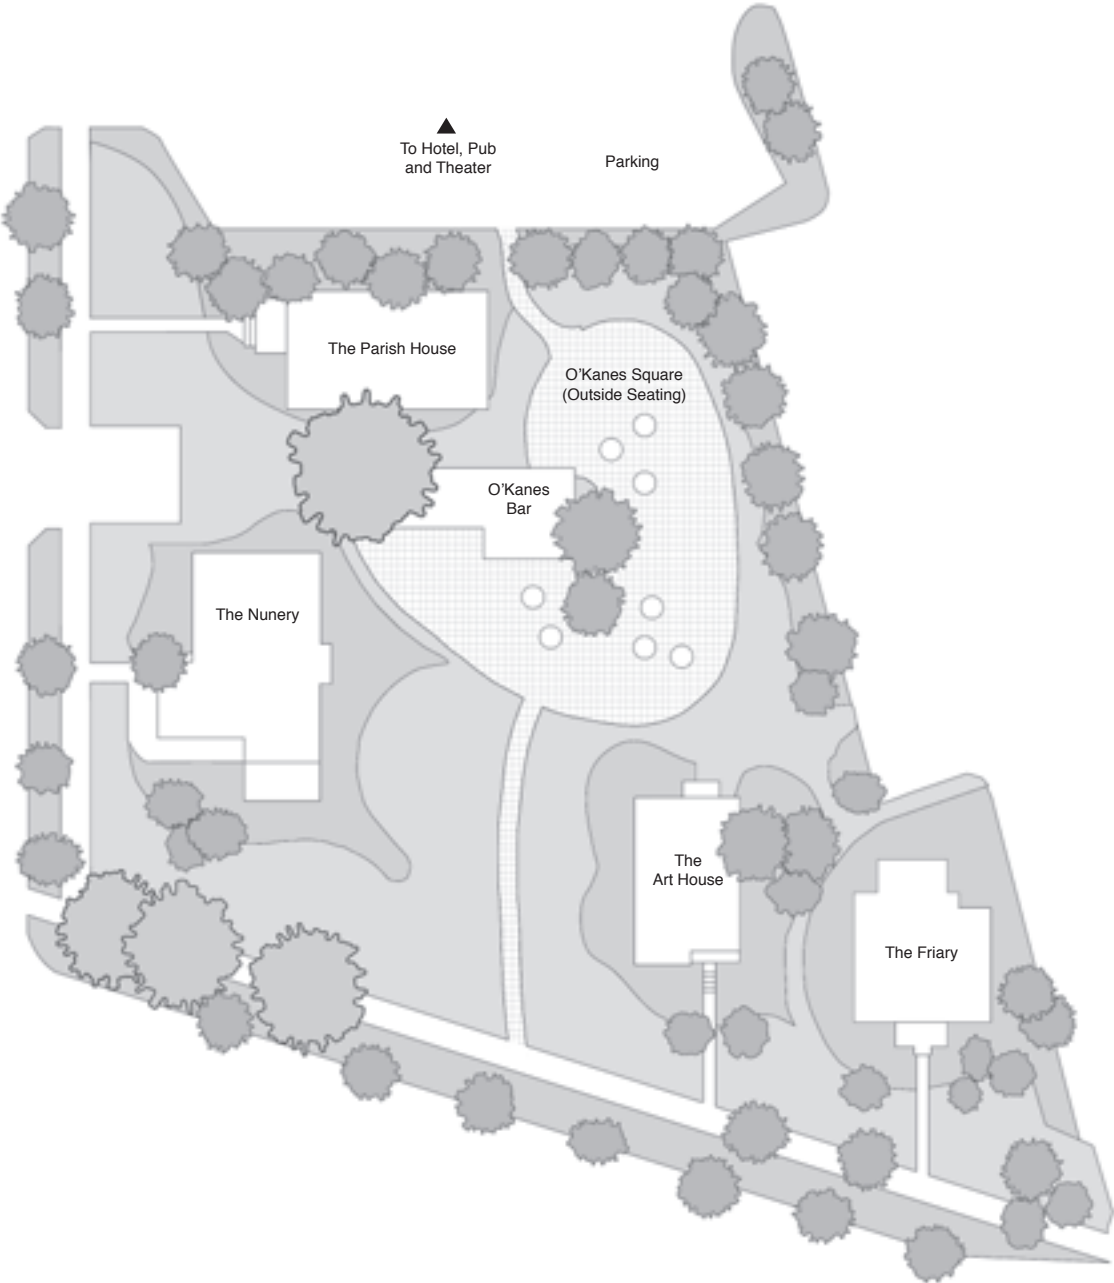 To Hotel, Pub
and Theater
Parking
The Parish House
O'Kanes Square
(Outside Seating)
O'Kanes
Bar
The Nunery
The
Art House
The Friary